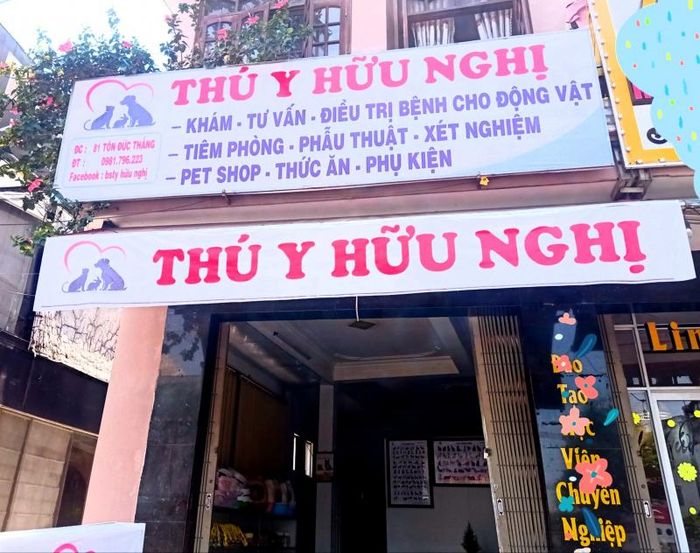 THÚ Y HỮU NGHỊ
- KHÁM - TƯ VẤN - ĐIỀU TRỊ BỆNH CHO ĐỘNG VẬT
- TIÊM PHÒNG - PHẪU THUẬT - XÉT NGHIỆM
- PET SHOP - THỨC ĂN - PHỤ KIỆN
ĐC : 81 TÔN ĐỨC THẮNG
ĐT : 0981.796.223
Facebook : bsty hữu nghị
THÚ Y HỮU NGHỊ
Lin
Tạo
Viên
Chuyên
Nghiệp